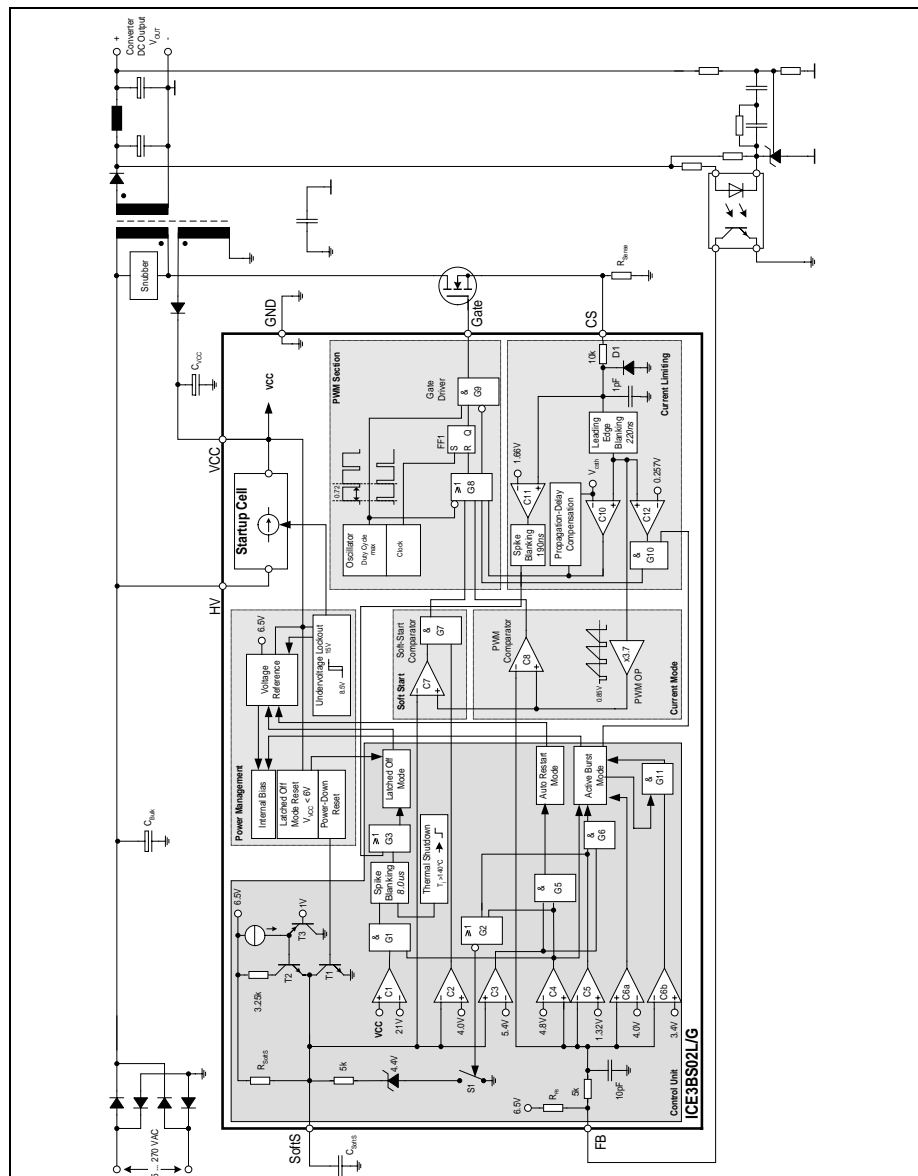 +
Converter
DC Output
V_OUT
-
Snubber
C_VCC
C_Bulk
... 270 VAC
GND
Gate
R_Sense
CS
VCC
HV
SoftS
C_SoftS
FB
VCC
Startup Cell
Power Management
Internal Bias
Latched Off
Mode Reset
V_VCC < 6V
Power-Down
Reset
Voltage
Reference
6.5V
Undervoltage Lockout
15V
8.5V
PWM Section
0.72
Oscillator
Duty Cycle
max
Clock
FF1
S
R
Q
≥1
G8
Gate
Driver
&
G9
Current Limiting
10k
D1
1pF
Leading
Edge
Blanking
220ns
1.66V
C11
Spike
Blanking
190ns
Propagation-Delay
Compensation
V_csth
C10
C12
0.257V
&
G10
Soft Start
Soft-Start
Comparator
C7
&
G7
Current Mode
PWM
Comparator
C8
0.85V
x3.7
PWM OP
6.5V
3.25k
T2
T3
1V
T1
R_SoftS
5k
4.4V
S1
VCC
21V
C1
&
G1
Spike
Blanking
8.0us
≥1
G3
Latched Off
Mode
Thermal Shutdown
T_j >140°C
4.0V
C2
5.4V
C3
≥1
G2
4.8V
C4
&
G5
Auto Restart
Mode
1.32V
C5
&
G6
Active Burst
Mode
4.0V
C6a
3.4V
C6b
&
G11
6.5V
R_FB
5k
10pF
Control Unit
ICE3BS02L/G